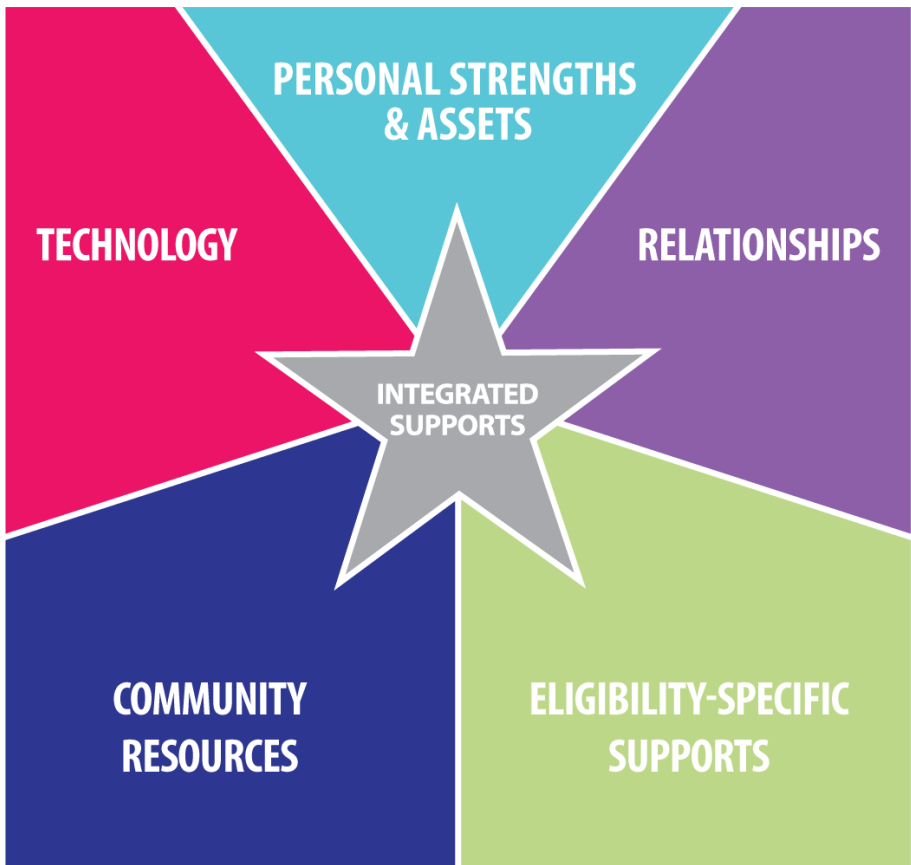 PERSONAL STRENGTHS
& ASSETS
TECHNOLOGY
RELATIONSHIPS
INTEGRATED
SUPPORTS
COMMUNITY
RESOURCES
ELIGIBILITY-SPECIFIC
SUPPORTS